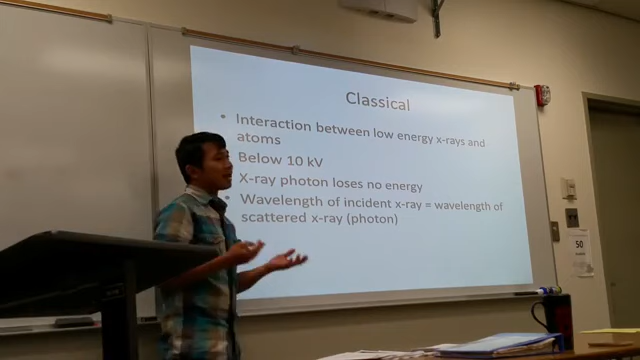 Classical
• Interaction between low energy x-rays and
atoms
Below 10 kV
X-ray photon loses no energy
• Wavelength of incident x-ray = wavelength of
scattered x-ray (photon)
50